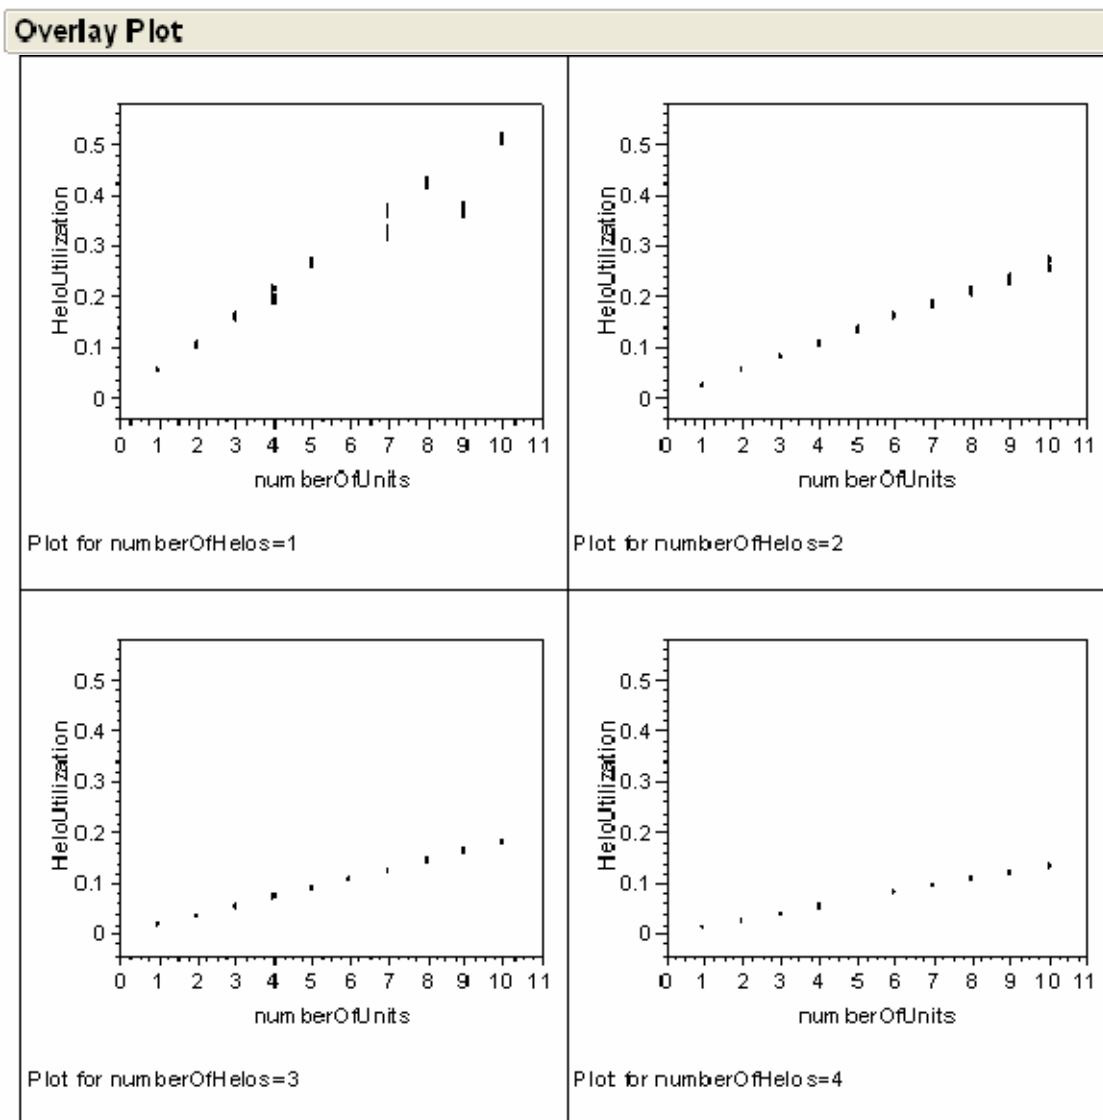 Overlay Plot
HeloUtilization
0.5
0.4
0.3
0.2
0.1
0
0 1 2 3 4 5 6 7 8 9 10 11
numberOfUnits
Plot for numberOfHelos=1
HeloUtilization
0.5
0.4
0.3
0.2
0.1
0
0 1 2 3 4 5 6 7 8 9 10 11
numberOfUnits
Plot for numberOfHelos=2
HeloUtilization
0.5
0.4
0.3
0.2
0.1
0
0 1 2 3 4 5 6 7 8 9 10 11
numberOfUnits
Plot for numberOfHelos=3
HeloUtilization
0.5
0.4
0.3
0.2
0.1
0
0 1 2 3 4 5 6 7 8 9 10 11
numberOfUnits
Plot for numberOfHelos=4